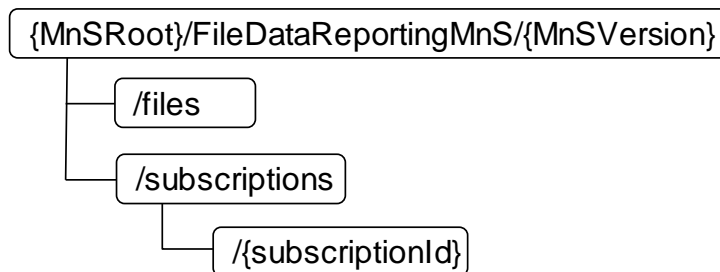 {MnSRoot}/FileDataReportingMnS/{MnSVersion}
/files
/subscriptions
/{subscriptionId}